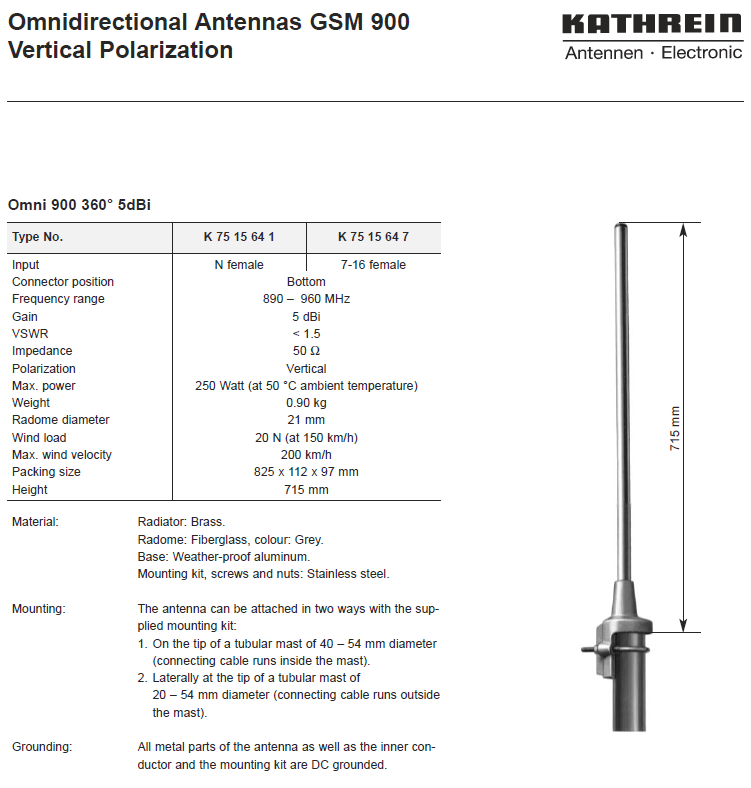 Omnidirectional Antennas GSM 900
Vertical Polarization
KATHREIN
Antennen · Electronic
Omni 900 360° 5dBi
Type No. K 75 15 64 1 K 75 15 64 7
Input N female 7-16 female
Connector position Bottom
Frequency range 890 – 960 MHz
Gain 5 dBi
VSWR < 1.5
Impedance 50 Ω
Polarization Vertical
Max. power 250 Watt (at 50 °C ambient temperature)
Weight 0.90 kg
Radome diameter 21 mm
Wind load 20 N (at 150 km/h)
Max. wind velocity 200 km/h
Packing size 825 x 112 x 97 mm
Height 715 mm
715 mm
Material: Radiator: Brass.
Radome: Fiberglass, colour: Grey.
Base: Weather-proof aluminum.
Mounting kit, screws and nuts: Stainless steel.
Mounting: The antenna can be attached in two ways with the sup-
plied mounting kit:
1. On the tip of a tubular mast of 40 – 54 mm diameter
(connecting cable runs inside the mast).
2. Laterally at the tip of a tubular mast of
20 – 54 mm diameter (connecting cable runs outside
the mast).
Grounding: All metal parts of the antenna as well as the inner con-
ductor and the mounting kit are DC grounded.